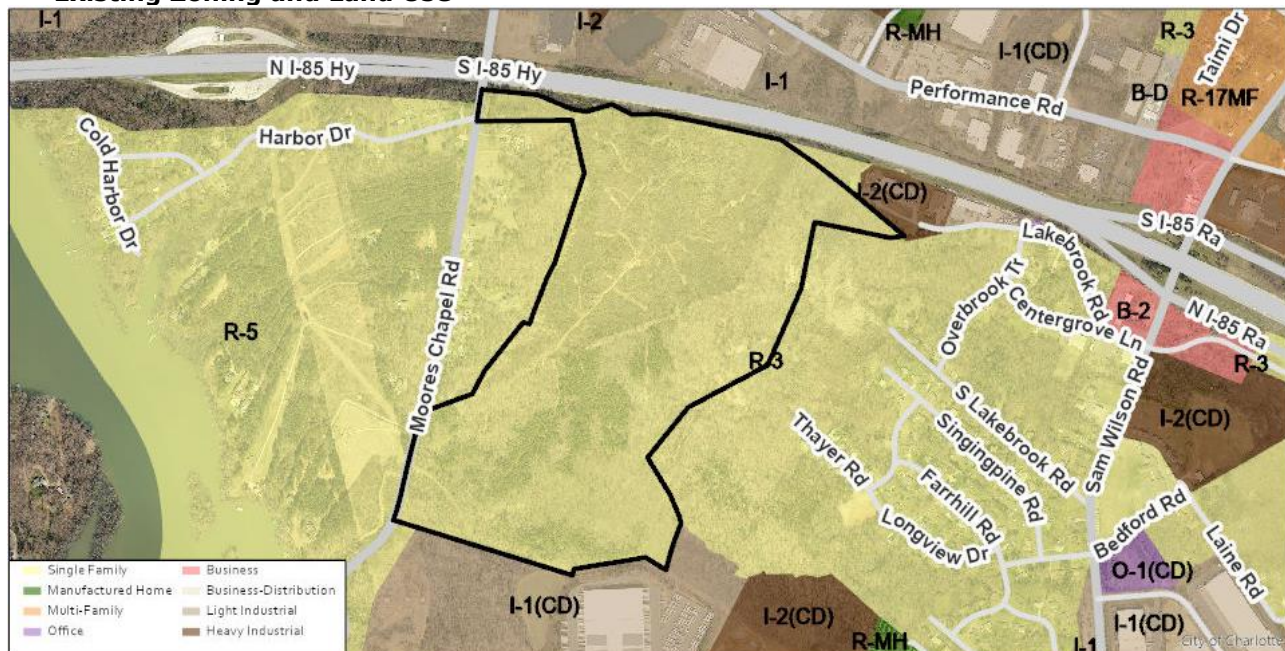 Existing Zoning and Land Use
I-1
I-2
R-MH
I-1(CD)
R-3
Taimi Dr
N I-85 Hy
S I-85 Hy
I-1
Performance Rd
B-D
R-17MF
Cold Harbor Dr
Harbor Dr
I-2(CD)
S I-85 Ra
Lakebrook Rd
Overbrook Tr
Centergrove Ln
B-2
N I-85 Ra
R-3
R-5
Moores Chapel Rd
R-3
S Lakebrook Rd
Sam Wilson Rd
I-2(CD)
Thayer Rd
Singingpine Rd
Farrhill Rd
Longview Dr
Bedford Rd
Laine Rd
O-1(CD)
Single Family
Business
Manufactured Home
Business-Distribution
Multi-Family
Light Industrial
Office
Heavy Industrial
I-1(CD)
I-2(CD)
R-MH
I-1
I-1(CD)
City of Charlotte